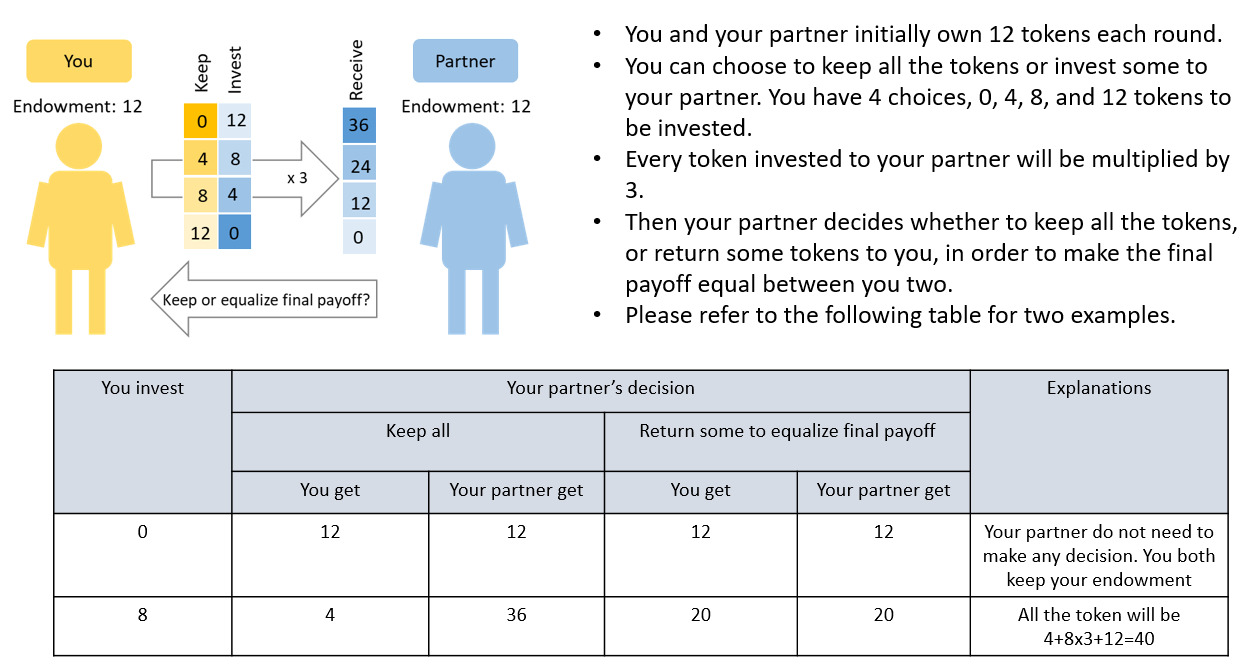 You
Endowment: 12
Keep
Invest
0 12
4 8
8 4
12 0
x 3
Receive
36
24
12
0
Partner
Endowment: 12
Keep or equalize final payoff?
• You and your partner initially own 12 tokens each round.
• You can choose to keep all the tokens or invest some to
your partner. You have 4 choices, 0, 4, 8, and 12 tokens to
be invested.
• Every token invested to your partner will be multiplied by
3.
• Then your partner decides whether to keep all the tokens,
or return some tokens to you, in order to make the final
payoff equal between you two.
• Please refer to the following table for two examples.
You invest
Your partner’s decision
Explanations
Keep all
Return some to equalize final payoff
You get
Your partner get
You get
Your partner get
0
12
12
12
12
Your partner do not need to
make any decision. You both
keep your endowment
8
4
36
20
20
All the token will be
4+8x3+12=40